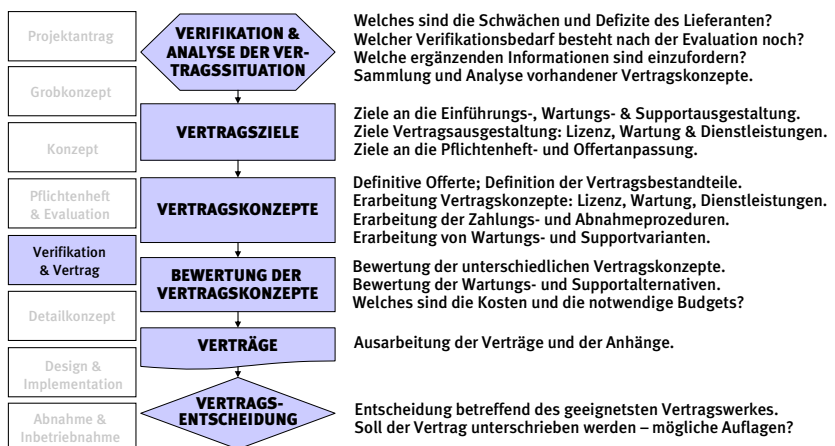 Projektantrag
Grobkonzept
Konzept
Pflichtenheft
& Evaluation
Verifikation
& Vertrag
Detailkonzept
Design &
Implementation
Abnahme &
Inbetriebnahme
VERIFIKATION &
ANALYSE DER VER-
TRAGSSITUATION
Welches sind die Schwächen und Defizite des Lieferanten?
Welcher Verifikationsbedarf besteht nach der Evaluation noch?
Welche ergänzenden Informationen sind einzufordern?
Sammlung und Analyse vorhandener Vertragskonzepte.
VERTRAGSZIELE
Ziele an die Einführungs-, Wartungs- & Supportausgestaltung.
Ziele Vertragsausgestaltung: Lizenz, Wartung & Dienstleistungen.
Ziele an die Pflichtenheft- und Offertanpassung.
VERTRAGSKONZEPTE
Definitive Offerte; Definition der Vertragsbestandteile.
Erarbeitung Vertragskonzepte: Lizenz, Wartung, Dienstleistungen.
Erarbeitung der Zahlungs- und Abnahmeprozeduren.
Erarbeitung von Wartungs- und Supportvarianten.
BEWERTUNG DER
VERTRAGSKONZEPTE
Bewertung der unterschiedlichen Vertragskonzepte.
Bewertung der Wartungs- und Supportalternativen.
Welches sind die Kosten und die notwendige Budgets?
VERTRÄGE
Ausarbeitung der Verträge und der Anhänge.
VERTRAGS-
ENTSCHEIDUNG
Entscheidung betreffend des geeignetsten Vertragswerkes.
Soll der Vertrag unterschrieben werden – mögliche Auflagen?